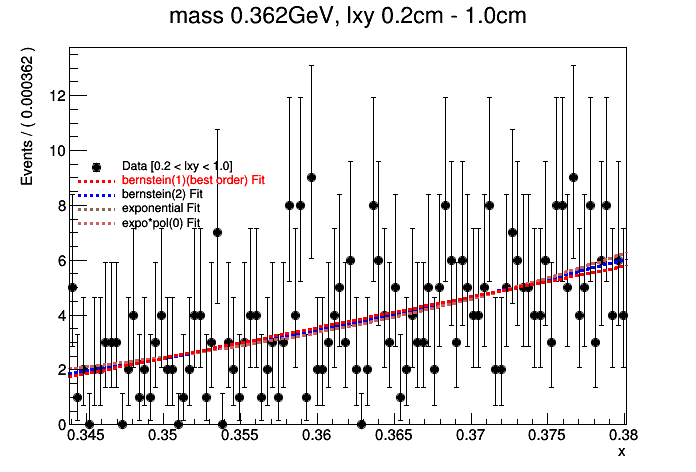 mass 0.362GeV, lxy 0.2cm - 1.0cm
Events / ( 0.000362 )
12
10
8
6
4
2
0
Data [0.2 < lxy < 1.0]
bernstein(1)(best order) Fit
bernstein(2) Fit
exponential Fit
expo*pol(0) Fit
0.345 0.35 0.355 0.36 0.365 0.37 0.375 0.38
x